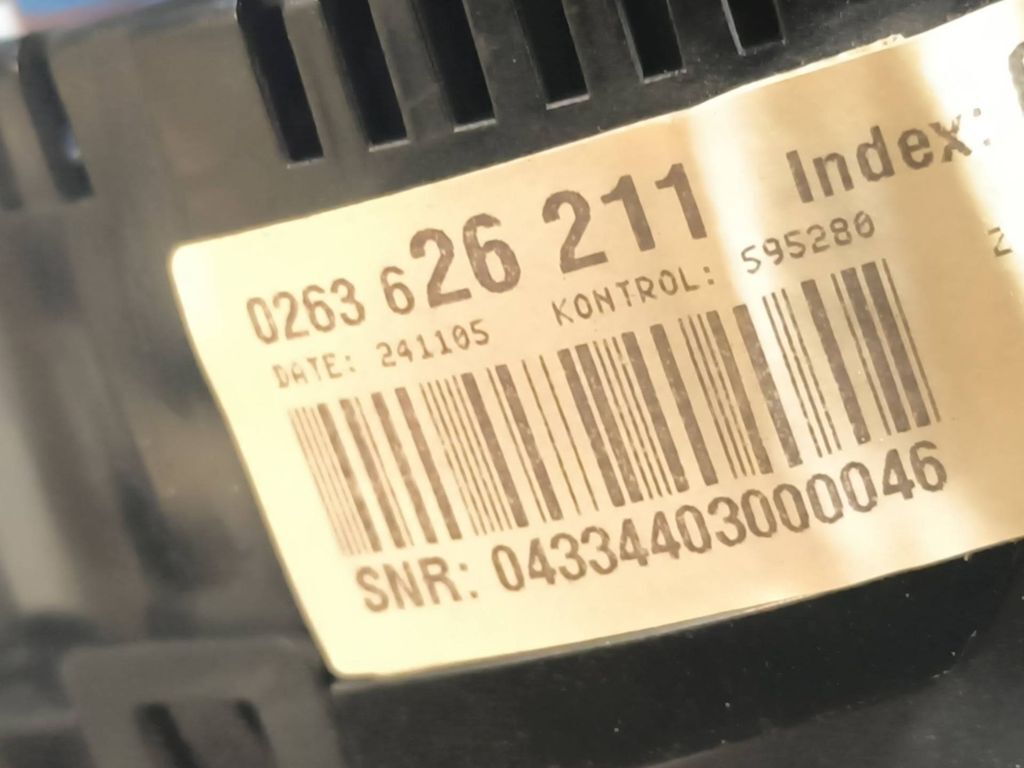 0263 626 211 Index:
DATE: 241105 KONTROL: 595280
SNR: 04334403000046